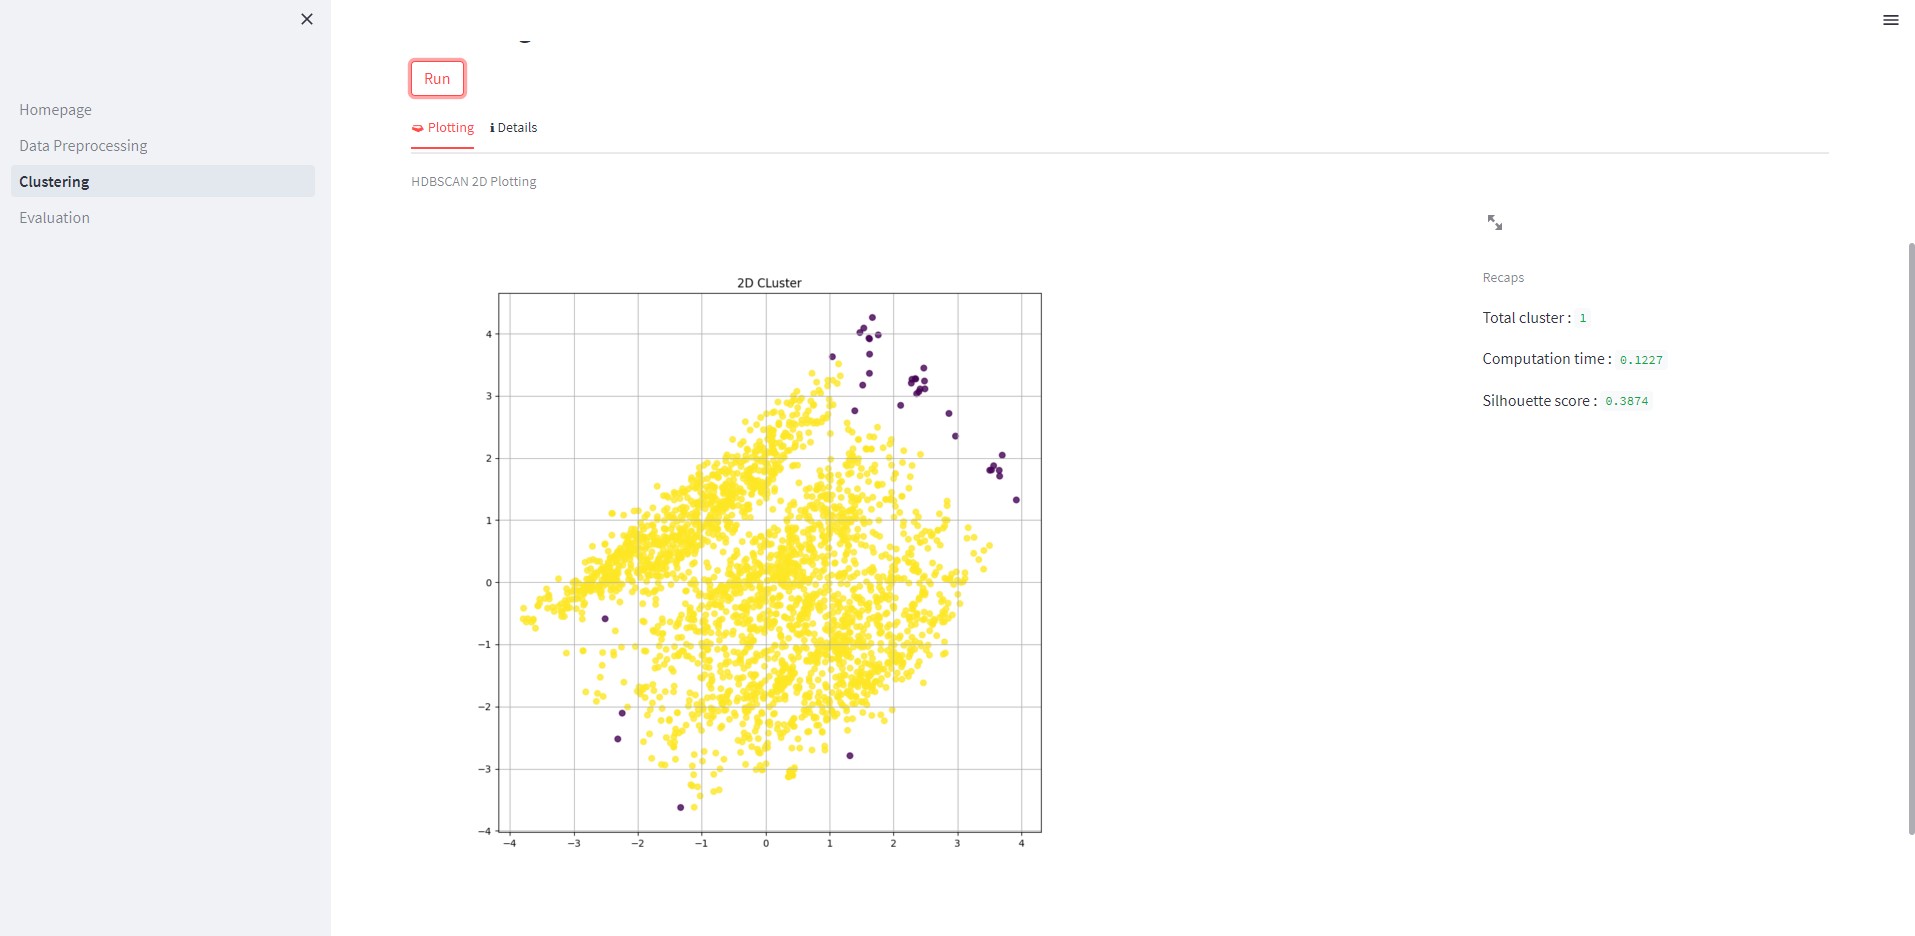 Homepage
Data Preprocessing
Clustering
Evaluation
Run
Plotting
Details
HDBSCAN 2D Plotting
2D CLuster
4
3
2
1
0
−1
−2
−3
−4
−4 −3 −2 −1 0 1 2 3 4
Recaps
Total cluster : 1
Computation time : 0.1227
Silhouette score : 0.3874